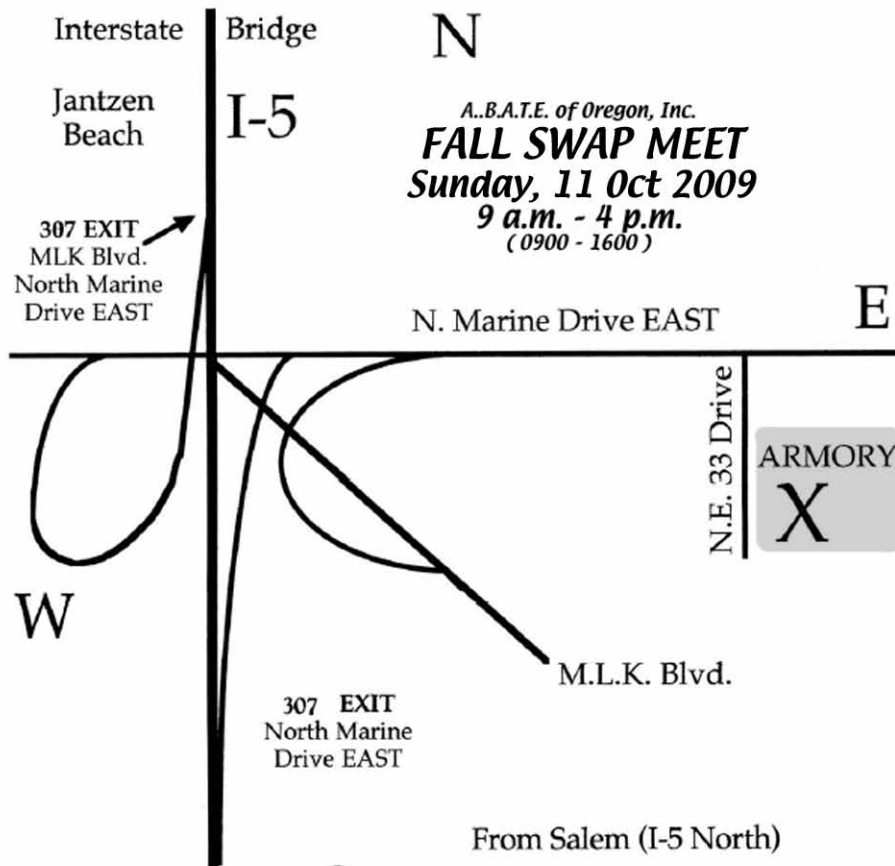 Interstate Bridge
N
Jantzen
Beach
I-5
A..B.A.T.E. of Oregon, Inc.
FALL SWAP MEET
Sunday, 11 Oct 2009
9 a.m. - 4 p.m.
( 0900 - 1600 )
307 EXIT
MLK Blvd.
North Marine
Drive EAST
N. Marine Drive EAST
E
N.E. 33 Drive
ARMORY
X
W
M.L.K. Blvd.
307 EXIT
North Marine
Drive EAST
From Salem (I-5 North)